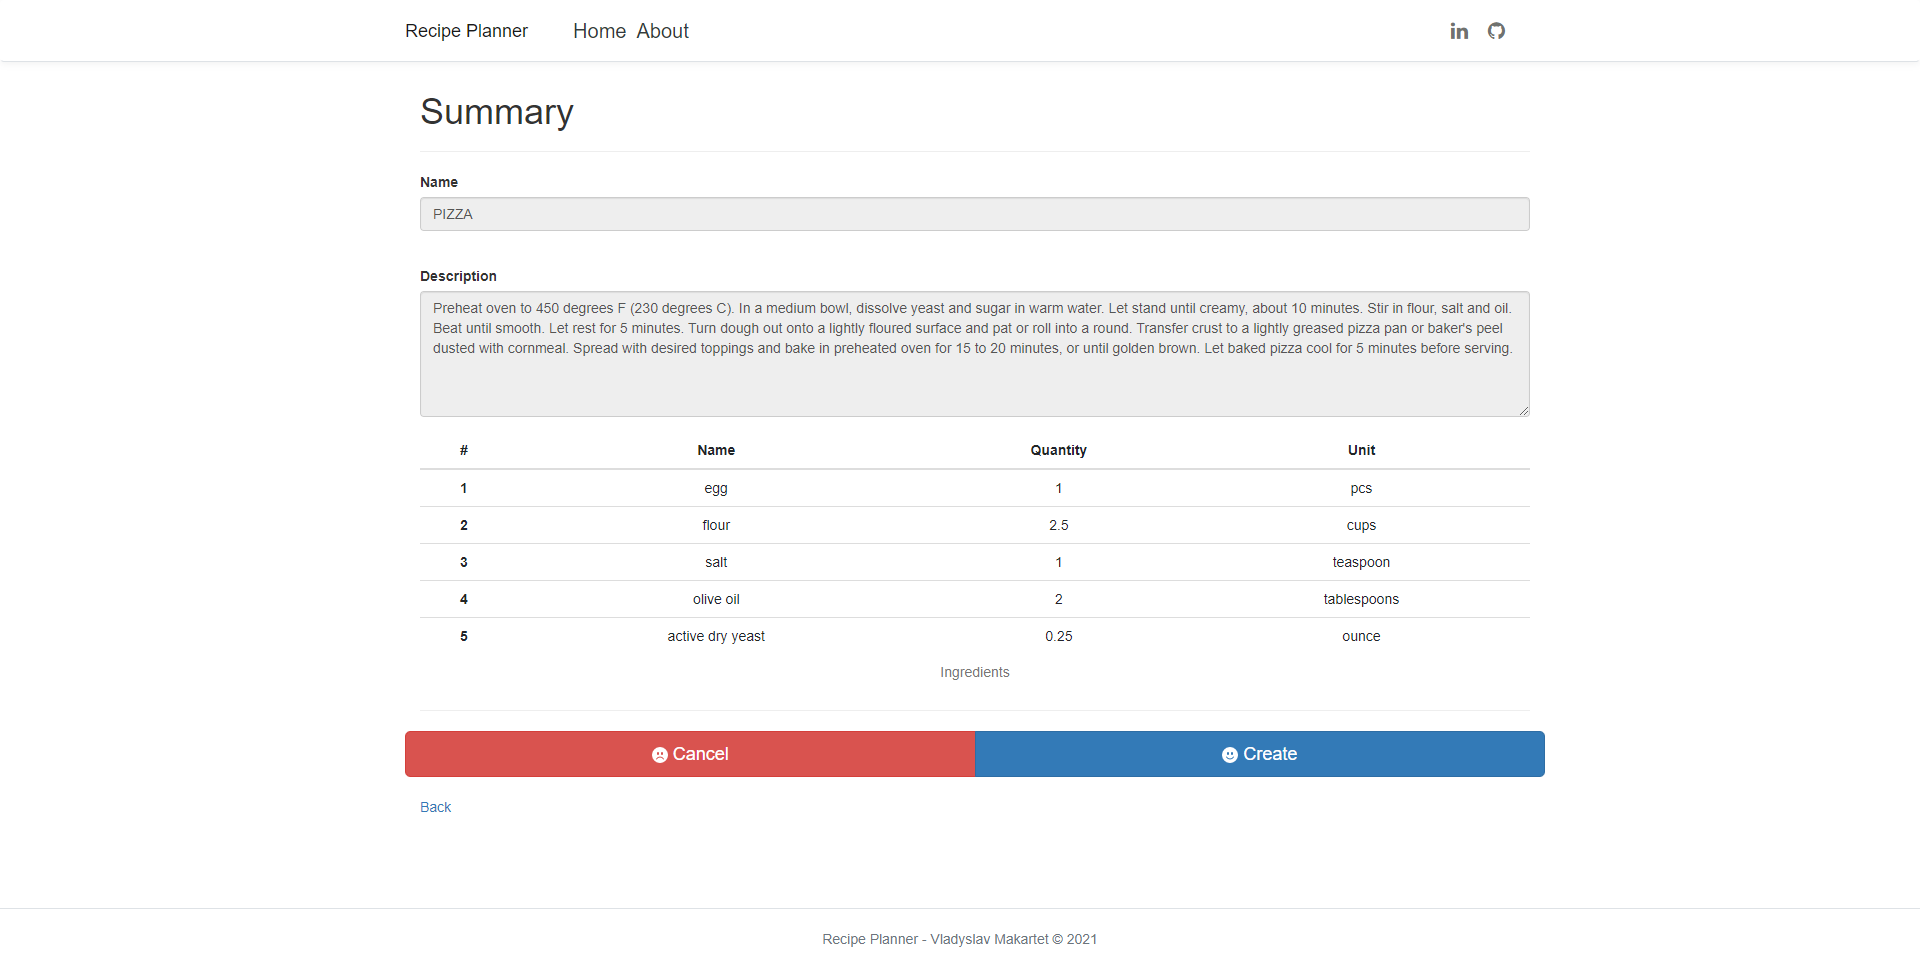 Recipe Planner Home About
Summary
Name
PIZZA
Description
Preheat oven to 450 degrees F (230 degrees C). In a medium bowl, dissolve yeast and sugar in warm water. Let stand until creamy, about 10 minutes. Stir in flour, salt and oil.
Beat until smooth. Let rest for 5 minutes. Turn dough out onto a lightly floured surface and pat or roll into a round. Transfer crust to a lightly greased pizza pan or baker's peel
dusted with cornmeal. Spread with desired toppings and bake in preheated oven for 15 to 20 minutes, or until golden brown. Let baked pizza cool for 5 minutes before serving.
# Name Quantity Unit
1 egg 1 pcs
2 flour 2.5 cups
3 salt 1 teaspoon
4 olive oil 2 tablespoons
5 active dry yeast 0.25 ounce
Ingredients
Cancel Create
Back
Recipe Planner - Vladyslav Makartet © 2021